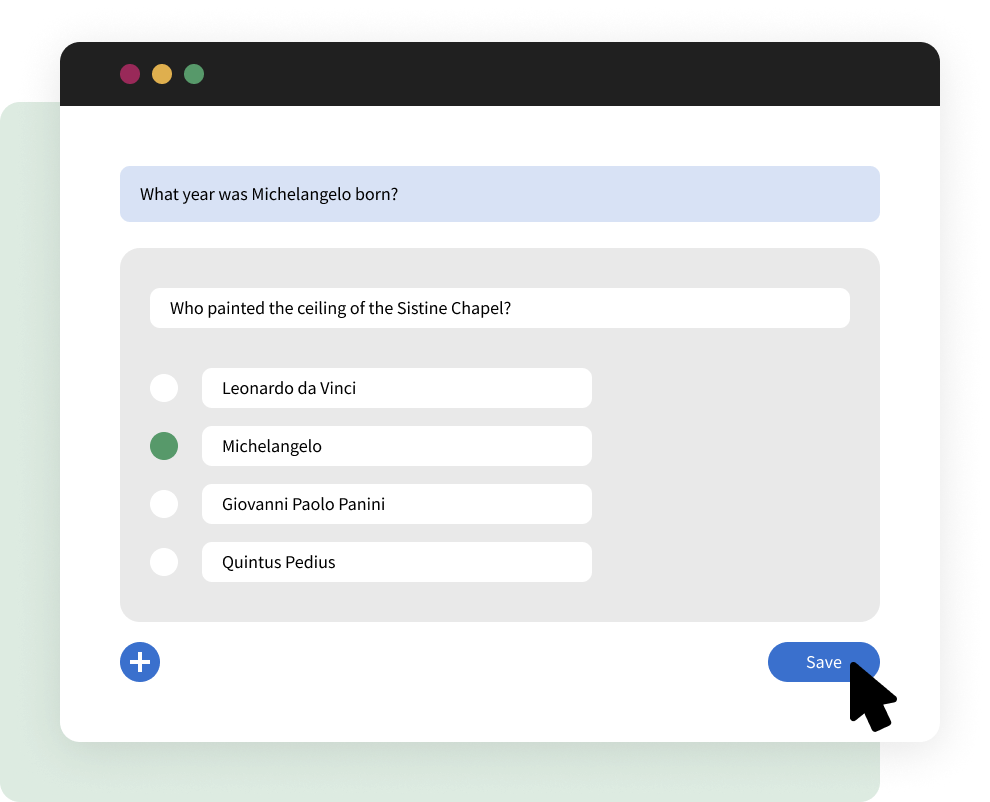 What year was Michelangelo born?
Who painted the ceiling of the Sistine Chapel?
Leonardo da Vinci
Michelangelo
Giovanni Paolo Panini
Quintus Pedius
Save